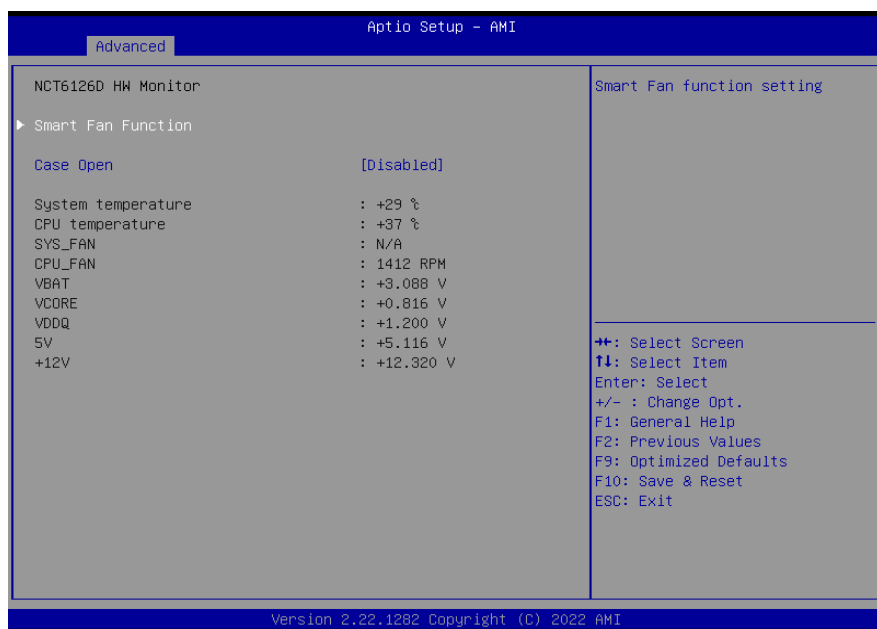 Aptio Setup – AMI
Advanced
NCT6126D HW Monitor
Smart Fan Function
Case Open [Disabled]
System temperature : +29 ℃
CPU temperature : +37 ℃
SYS_FAN : N/A
CPU_FAN : 1412 RPM
VBAT : +3.088 V
VCORE : +0.816 V
VDDQ : +1.200 V
5V : +5.116 V
+12V : +12.320 V
Smart Fan function setting
→←: Select Screen
↑↓: Select Item
Enter: Select
+/- : Change Opt.
F1: General Help
F2: Previous Values
F9: Optimized Defaults
F10: Save & Reset
ESC: Exit
Version 2.22.1282 Copyright (C) 2022 AMI